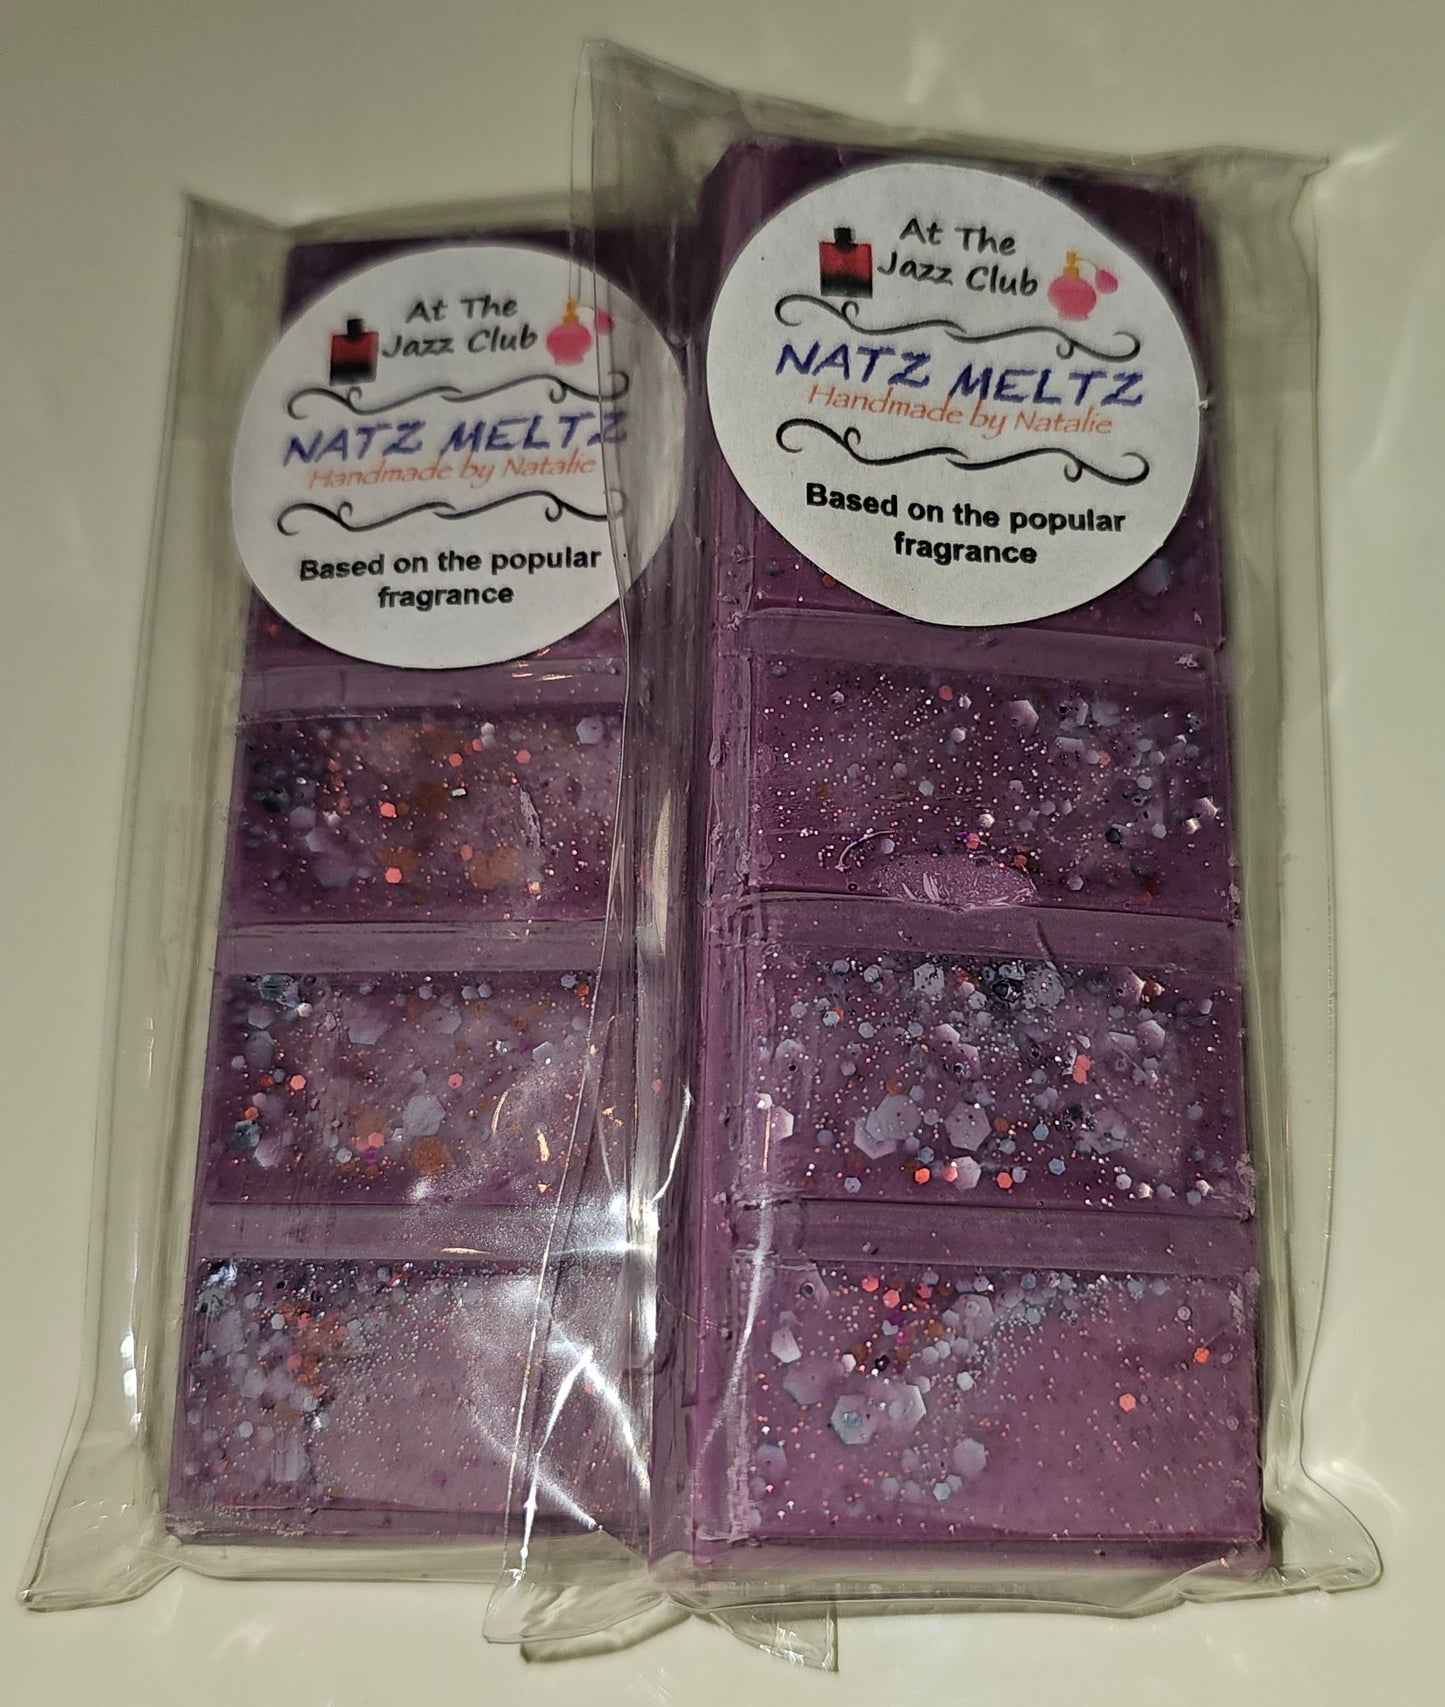 At The
Jazz Club
NATZ MELTZ
Handmade by Natalie
Based on the popular
fragrance
At The
Jazz Club
NATZ MELTZ
Handmade by Natalie
Based on the popular
fragrance